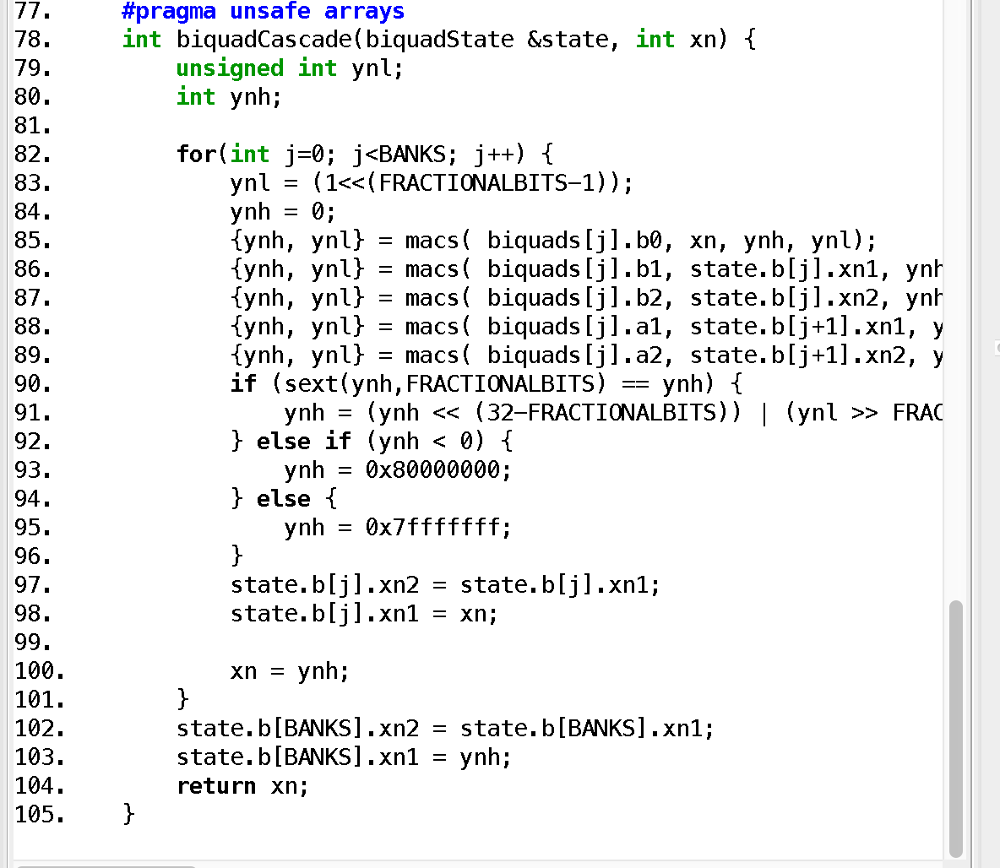 77. #pragma unsafe arrays
78. int biquadCascade(biquadState &state, int xn) {
79. unsigned int ynl;
80. int ynh;
81.
82. for(int j=0; j<BANKS; j++) {
83. ynl = (1<<(FRACTIONALBITS-1));
84. ynh = 0;
85. {ynh, ynl} = macs( biquads[j].b0, xn, ynh, ynl);
86. {ynh, ynl} = macs( biquads[j].b1, state.b[j].xn1, ynh
87. {ynh, ynl} = macs( biquads[j].b2, state.b[j].xn2, ynh
88. {ynh, ynl} = macs( biquads[j].a1, state.b[j+1].xn1, y
89. {ynh, ynl} = macs( biquads[j].a2, state.b[j+1].xn2, y
90. if (sext(ynh,FRACTIONALBITS) == ynh) {
91. ynh = (ynh << (32-FRACTIONALBITS)) | (ynl >> FRAC
92. } else if (ynh < 0) {
93. ynh = 0x80000000;
94. } else {
95. ynh = 0x7fffffff;
96. }
97. state.b[j].xn2 = state.b[j].xn1;
98. state.b[j].xn1 = xn;
99.
100. xn = ynh;
101. }
102. state.b[BANKS].xn2 = state.b[BANKS].xn1;
103. state.b[BANKS].xn1 = ynh;
104. return xn;
105. }